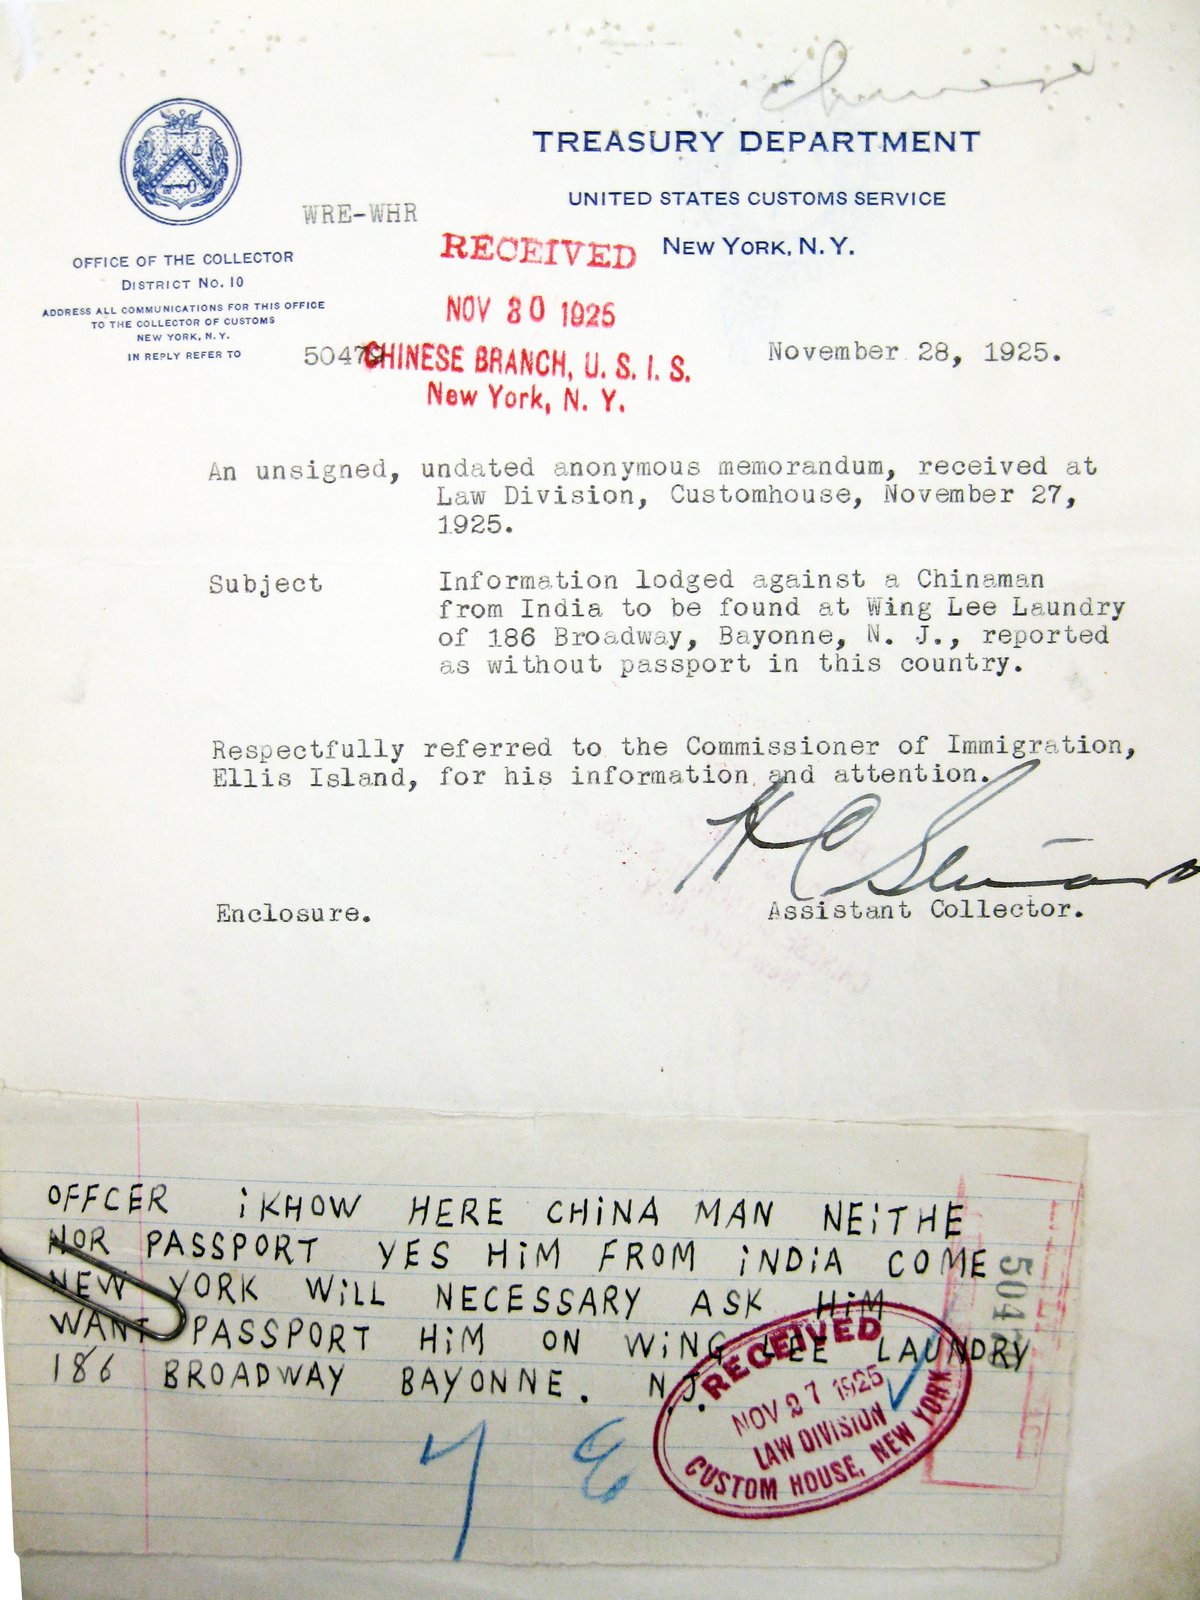 Chinese
TREASURY DEPARTMENT
UNITED STATES CUSTOMS SERVICE
NEW YORK, N. Y.
WRE-WHR
OFFICE OF THE COLLECTOR
DISTRICT NO. 10
ADDRESS ALL COMMUNICATIONS FOR THIS OFFICE
TO THE COLLECTOR OF CUSTOMS
NEW YORK, N. Y.
IN REPLY REFER TO
50479
RECEIVED
NOV 30 1925
CHINESE BRANCH, U. S. I. S.
New York, N. Y.
November 28, 1925.
An unsigned, undated anonymous memorandum, received at
Law Division, Customhouse, November 27,
1925.
Subject Information lodged against a Chinaman
from India to be found at Wing Lee Laundry
of 186 Broadway, Bayonne, N. J., reported
as without passport in this country.
Respectfully referred to the Commissioner of Immigration,
Ellis Island, for his information and attention.
H C Stuart
Enclosure. Assistant Collector.
OFFCER iKHOW HERE CHiNA MAN NEiTHE
NOR PASSPORT YES HiM FROM iNDiA COME
NEW YORK WiLL NECESSARY ASK HiM
WANT PASSPORT HiM ON WiNG LEE LAUNDRY
186 BROADWAY BAYONNE. N.J.
RECEIVED
NOV 27 1925
LAW DIVISION
CUSTOM HOUSE, NEW YORK